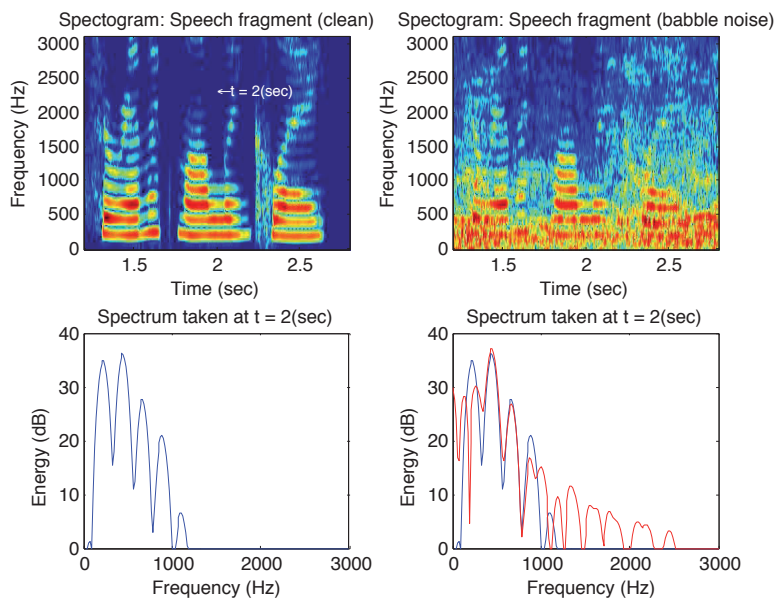 Spectogram: Speech fragment (clean)
3000
2500
2000
1500
1000
500
0
Frequency (Hz)
←t = 2(sec)
1.5
2
2.5
Time (sec)
Spectogram: Speech fragment (babble noise)
3000
2500
2000
1500
1000
500
0
Frequency (Hz)
1.5
2
2.5
Time (sec)
Spectrum taken at t = 2(sec)
40
30
20
10
0
Energy (dB)
0
1000
2000
3000
Frequency (Hz)
Spectrum taken at t = 2(sec)
40
30
20
10
0
Energy (dB)
0
1000
2000
3000
Frequency (Hz)